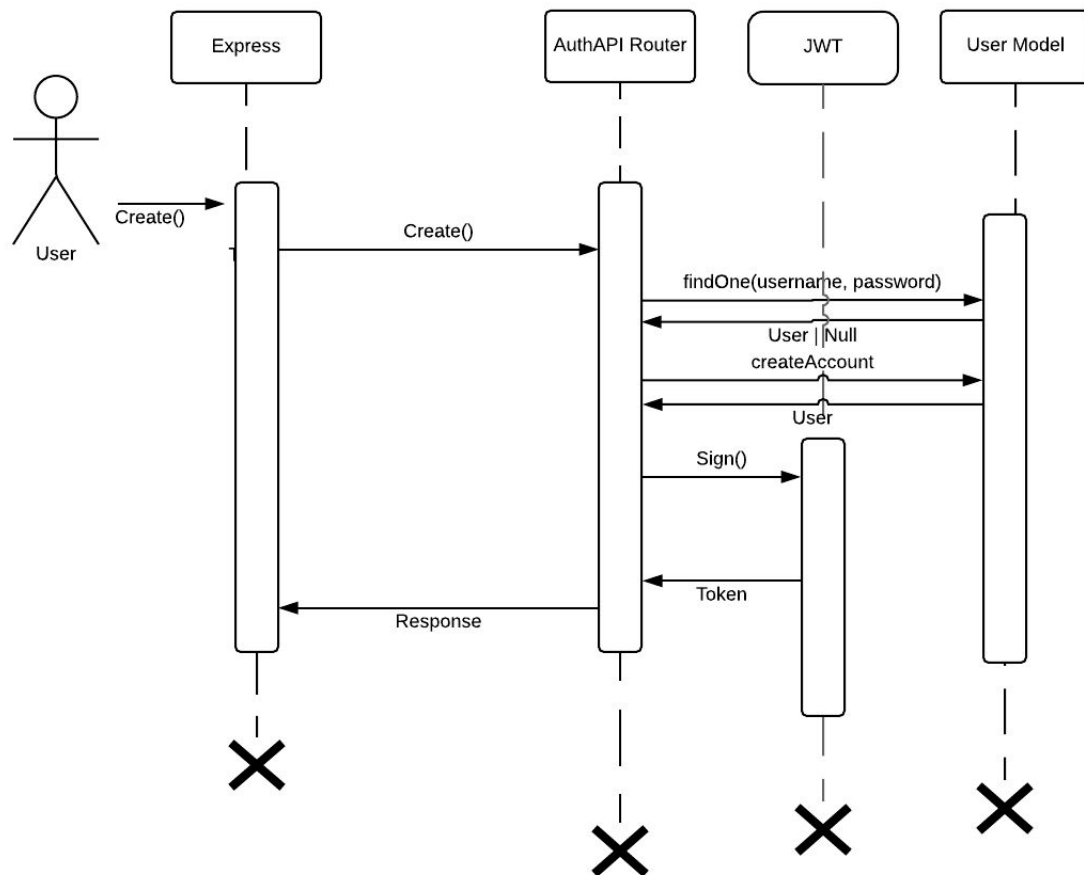 Express
AuthAPI Router
JWT
User Model
Create()
User
Create()
findOne(username, password)
User | Null
createAccount
User
Sign()
Token
Response